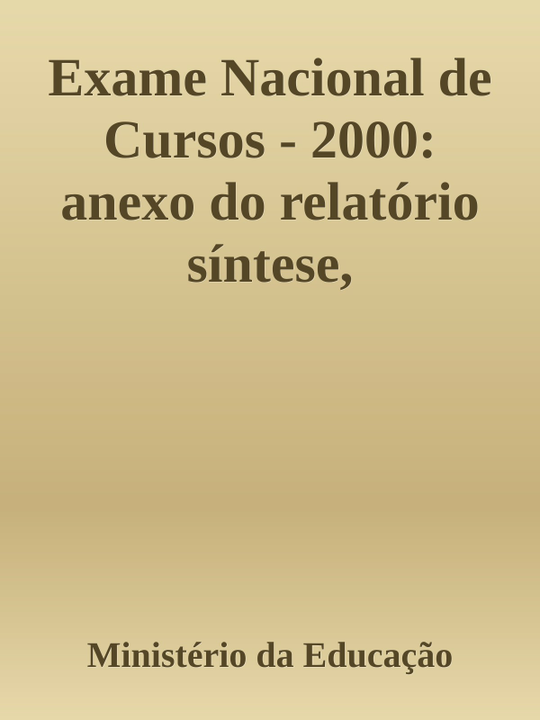 Exame Nacional de
Cursos - 2000:
anexo do relatório
síntese,
Ministério da Educação